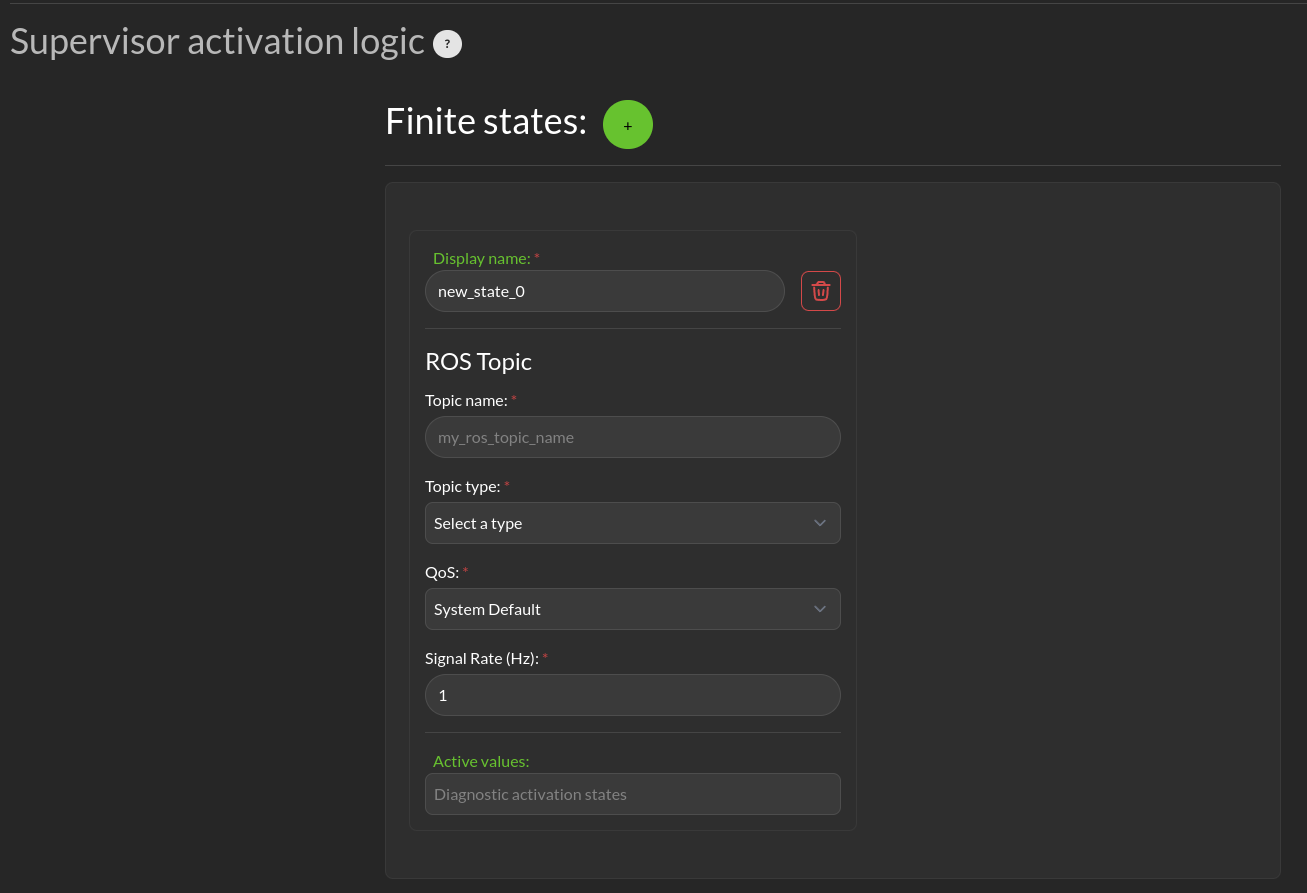 Supervisor activation logic ?
Finite states: +
Display name: *
new_state_0
ROS Topic
Topic name: *
my_ros_topic_name
Topic type: *
Select a type
QoS: *
System Default
Signal Rate (Hz): *
1
Active values:
Diagnostic activation states